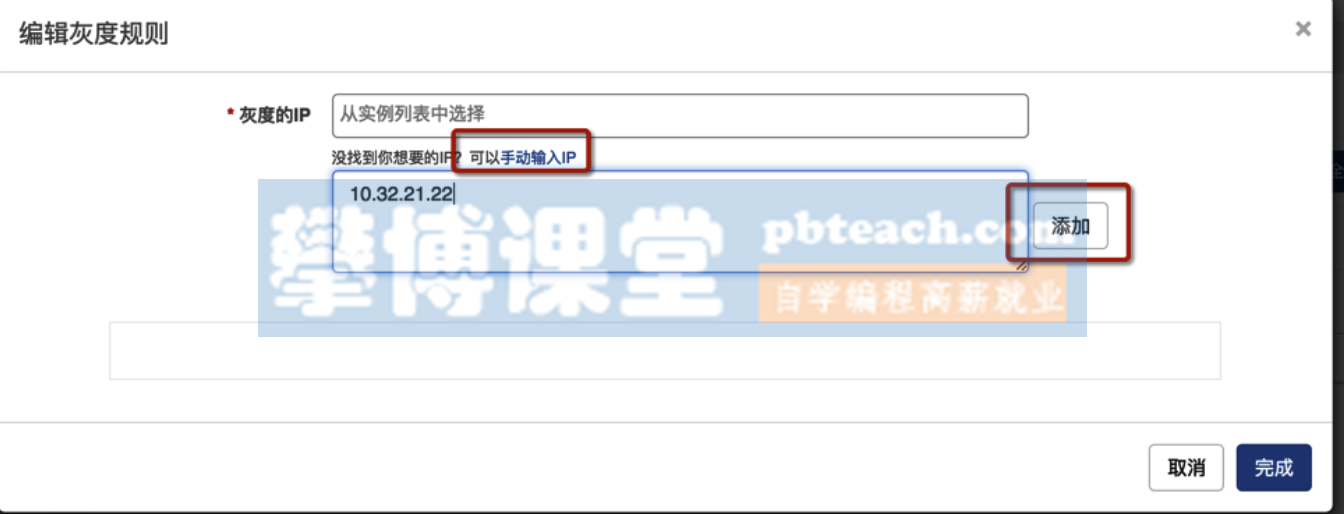 编辑灰度规则
×
* 灰度的IP
从实例列表中选择
没找到你想要的IP? 可以手动输入IP
10.32.21.22
添加
攀博课堂
pbteach.com
自学编程高薪就业
取消
完成